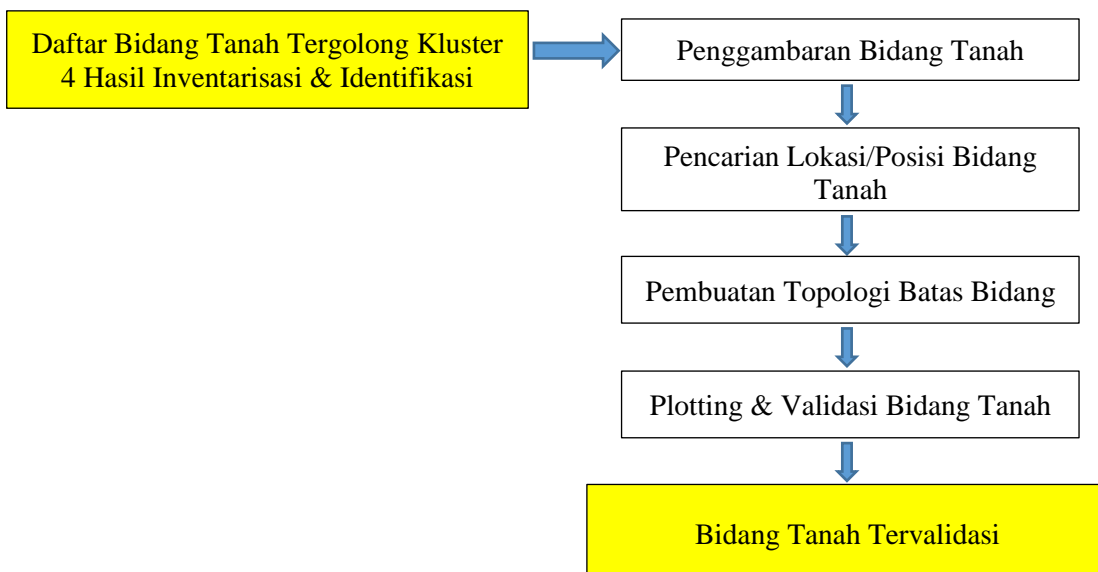 Daftar Bidang Tanah Tergolong Kluster
4 Hasil Inventarisasi & Identifikasi
Penggambaran Bidang Tanah
Pencarian Lokasi/Posisi Bidang
Tanah
Pembuatan Topologi Batas Bidang
Plotting & Validasi Bidang Tanah
Bidang Tanah Tervalidasi